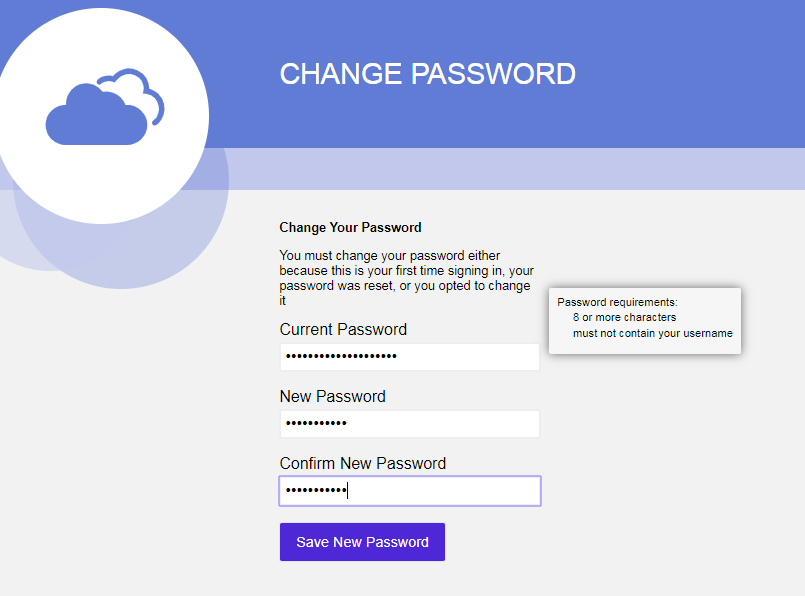 CHANGE PASSWORD
Change Your Password
You must change your password either
because this is your first time signing in, your
password was reset, or you opted to change
it
Password requirements:
8 or more characters
must not contain your username
Current Password
••••••••••••••••••••
New Password
•••••••••••
Confirm New Password
•••••••••••
Save New Password